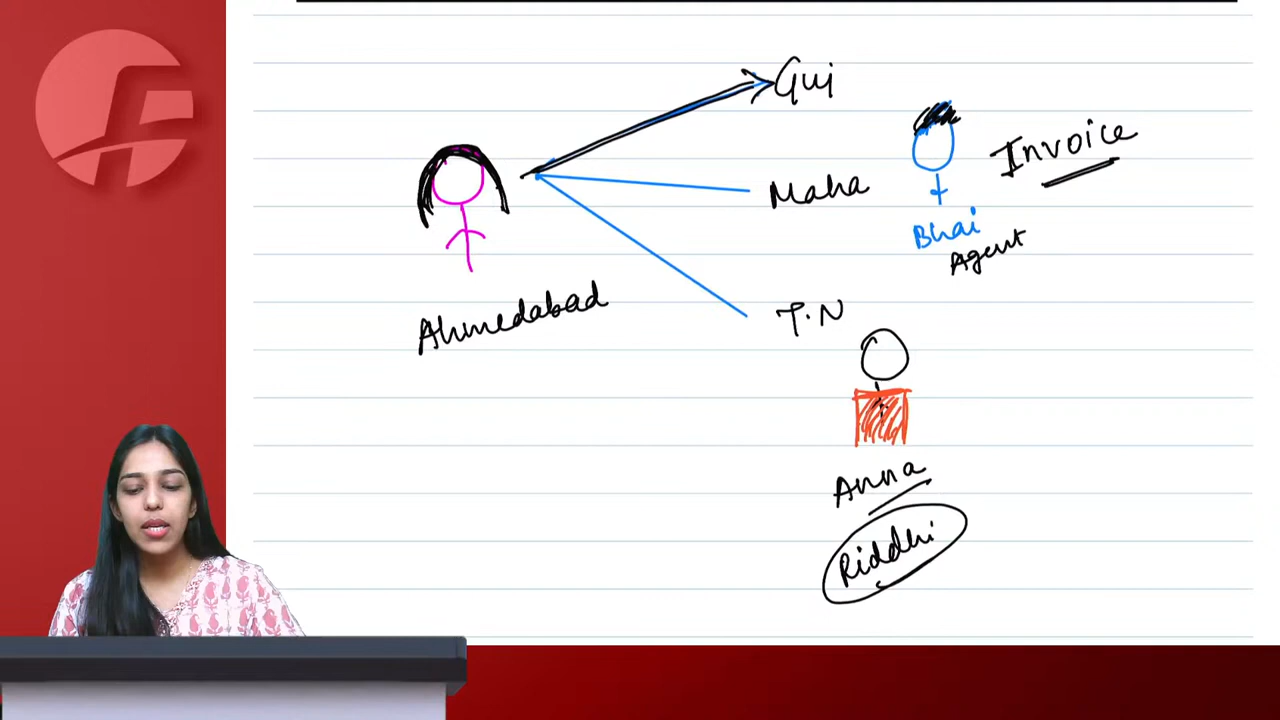 Guj
Maha
Invoice
Bhai
Agent
Ahmedabad
T.N
Anna
Riddhi